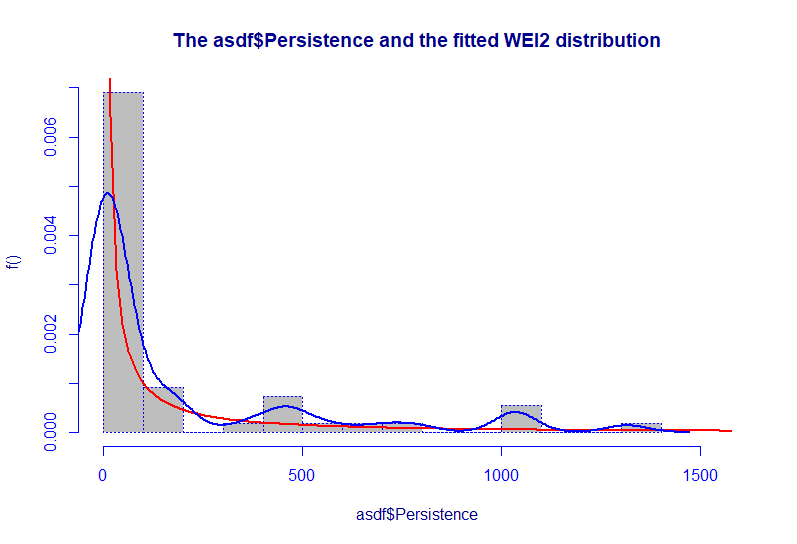 The asdf$Persistence and the fitted WEI2 distribution
f()
0.006
0.004
0.002
0.000
0
500
1000
1500
asdf$Persistence